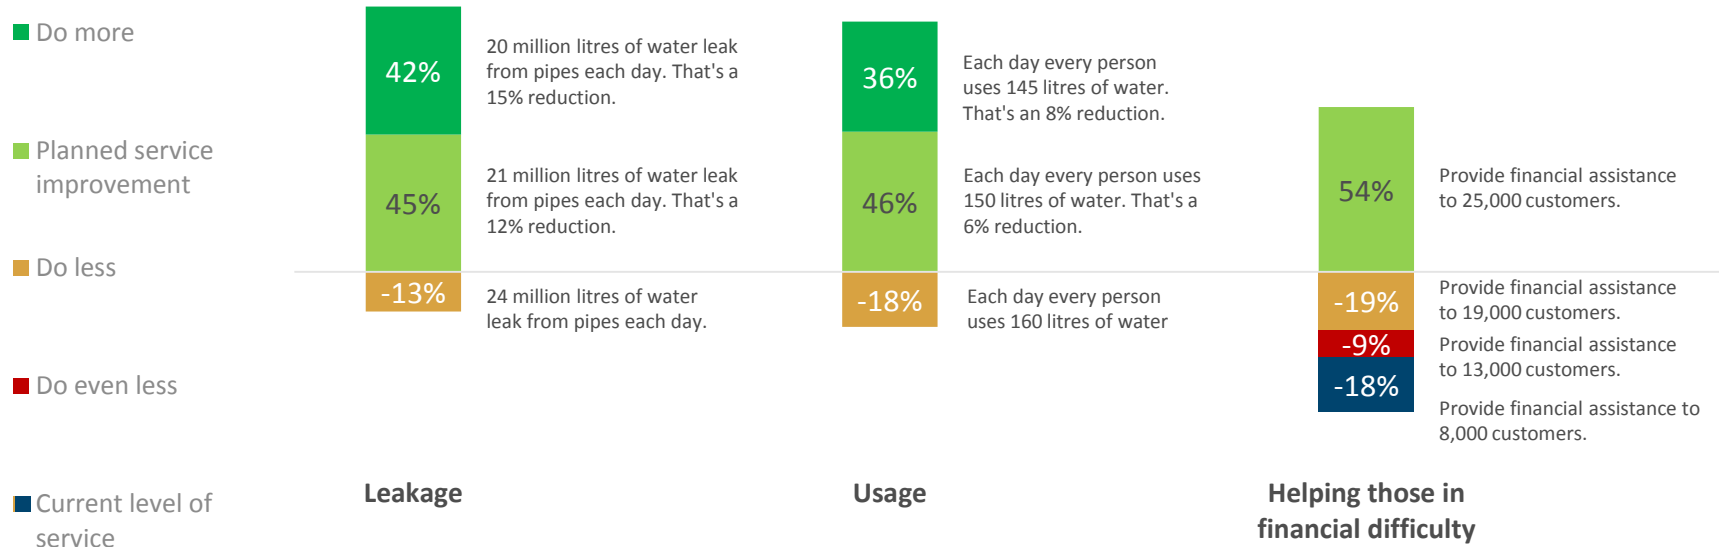 Do more
Planned service
improvement
Do less
Do even less
Current level of
service
42%
20 million litres of water leak
from pipes each day. That's a
15% reduction.
45%
21 million litres of water leak
from pipes each day. That's a
12% reduction.
-13%
24 million litres of water
leak from pipes each day.
Leakage
36%
Each day every person
uses 145 litres of water.
That's an 8% reduction.
46%
Each day every person uses
150 litres of water. That's a
6% reduction.
-18%
Each day every person
uses 160 litres of water
Usage
54%
Provide financial assistance
to 25,000 customers.
-19%
Provide financial assistance
to 19,000 customers.
-9%
Provide financial assistance
to 13,000 customers.
-18%
Provide financial assistance to
8,000 customers.
Helping those in
financial difficulty